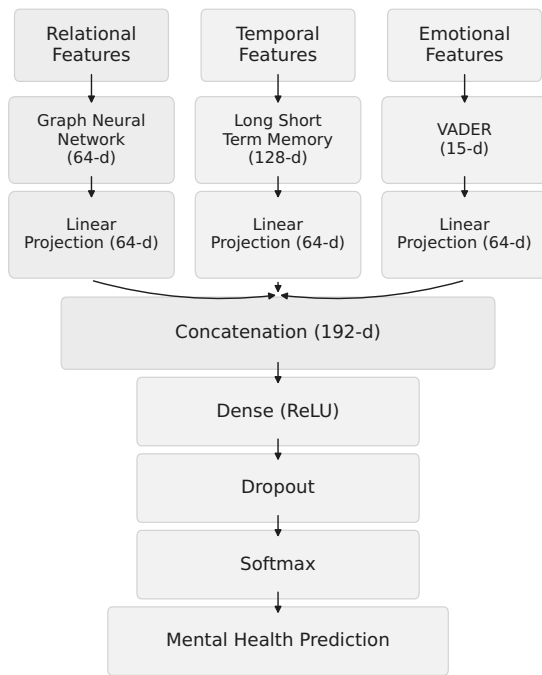 Relational
Features
Temporal
Features
Emotional
Features
Graph Neural
Network
(64-d)
Long Short
Term Memory
(128-d)
VADER
(15-d)
Linear
Projection (64-d)
Linear
Projection (64-d)
Linear
Projection (64-d)
Concatenation (192-d)
Dense (ReLU)
Dropout
Softmax
Mental Health Prediction